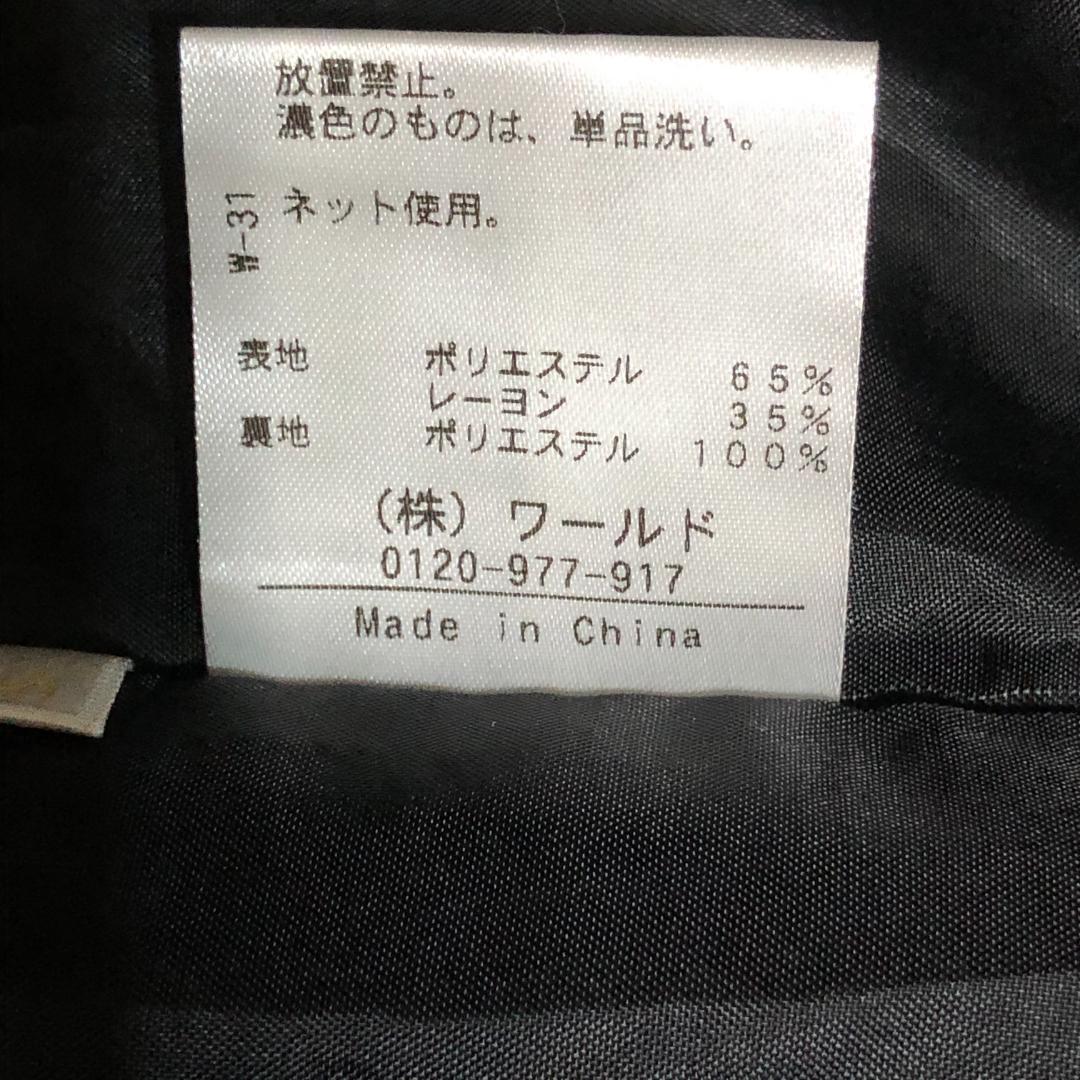 放置禁止。
濃色のものは、単品洗い。
W-31
ネット使用。
表地 ポリエステル 65%
レーヨン 35%
裏地 ポリエステル 100%
(株) ワールド
0120-977-917
Made in China